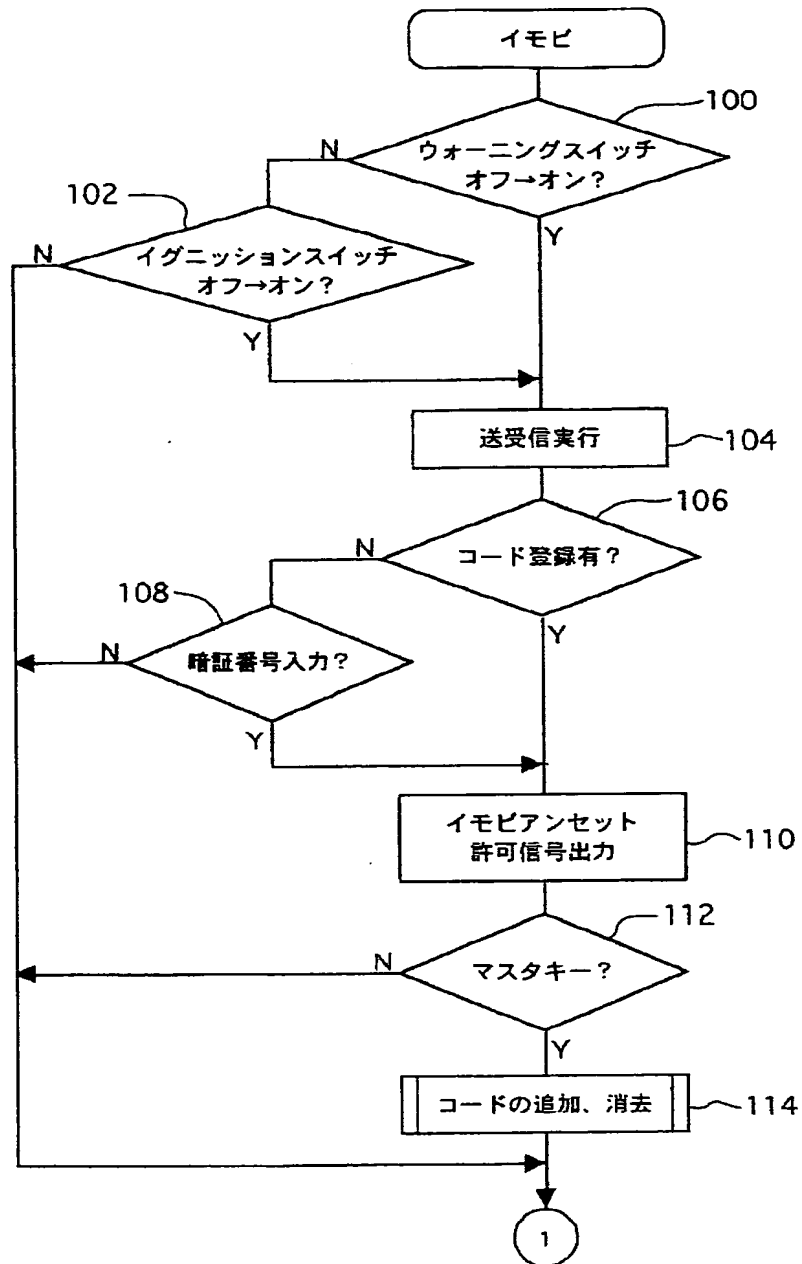 イモビ
100
ウォーニングスイッチ
オフ→オン?
N
Y
102
イグニッションスイッチ
オフ→オン?
N
Y
送受信実行
104
106
コード登録有?
N
Y
108
暗証番号入力?
N
Y
イモビアンセット
許可信号出力
110
112
マスタキー?
N
Y
コードの追加、消去
114
1